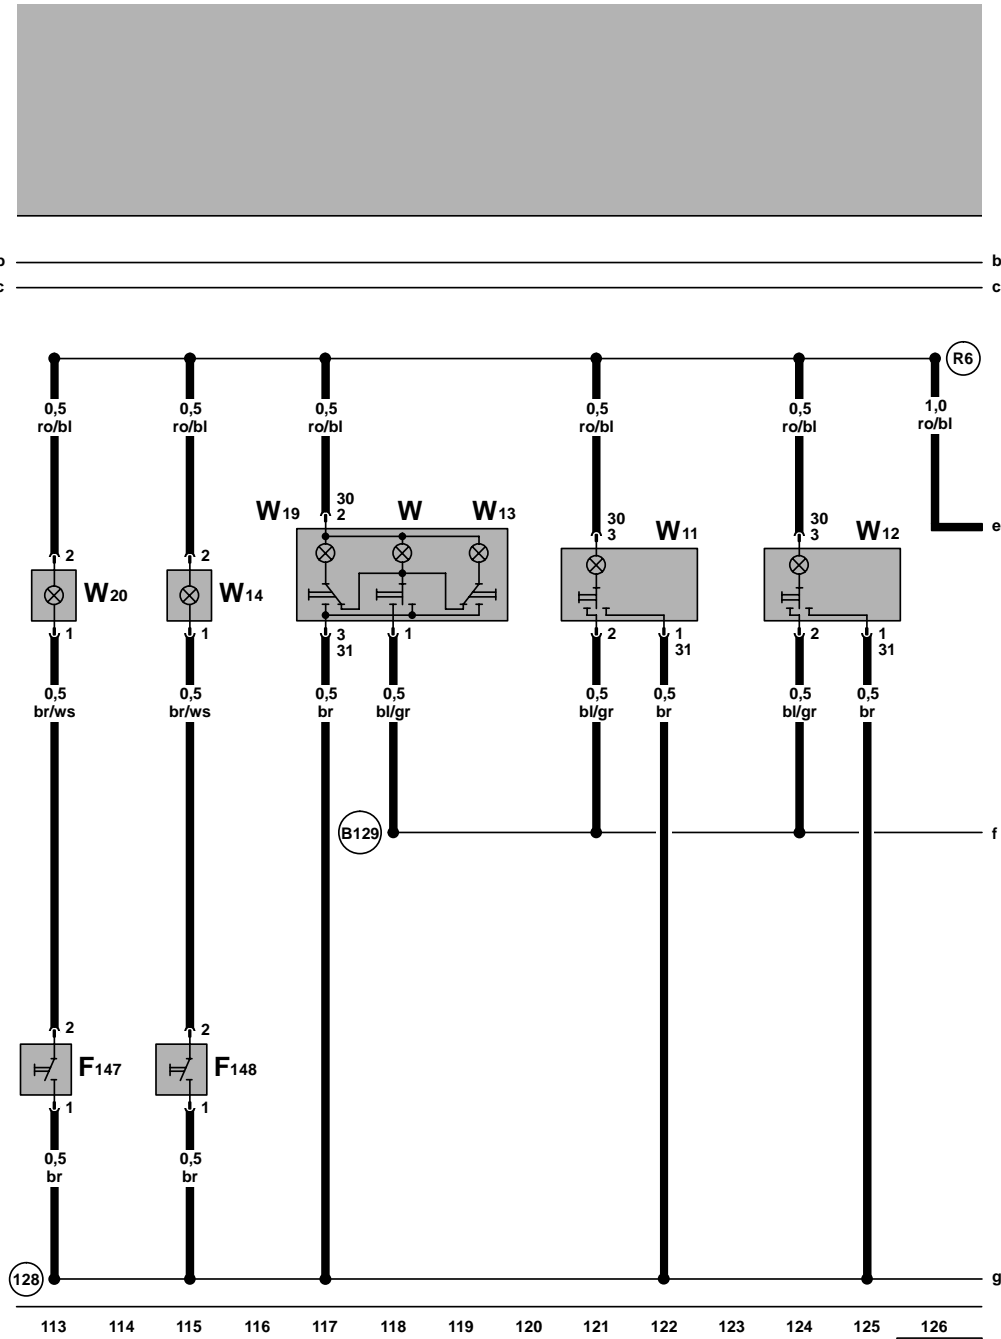 b b
c c
R6
0,5 0,5 0,5 0,5 0,5 1,0
ro/bl ro/bl ro/bl ro/bl ro/bl ro/bl
e
30
W19 2 W W13
30 30
3 W11 3 W12
2 2
W20 W14
1 1 3 1 2 1 2 1
31 31 31
0,5 0,5 0,5 0,5 0,5 0,5 0,5 0,5
br/ws br/ws br bl/gr bl/gr br bl/gr br
B129 f
2 2
F147 F148
1 1
0,5 0,5
br br
128 g
113 114 115 116 117 118 119 120 121 122 123 124 125 126